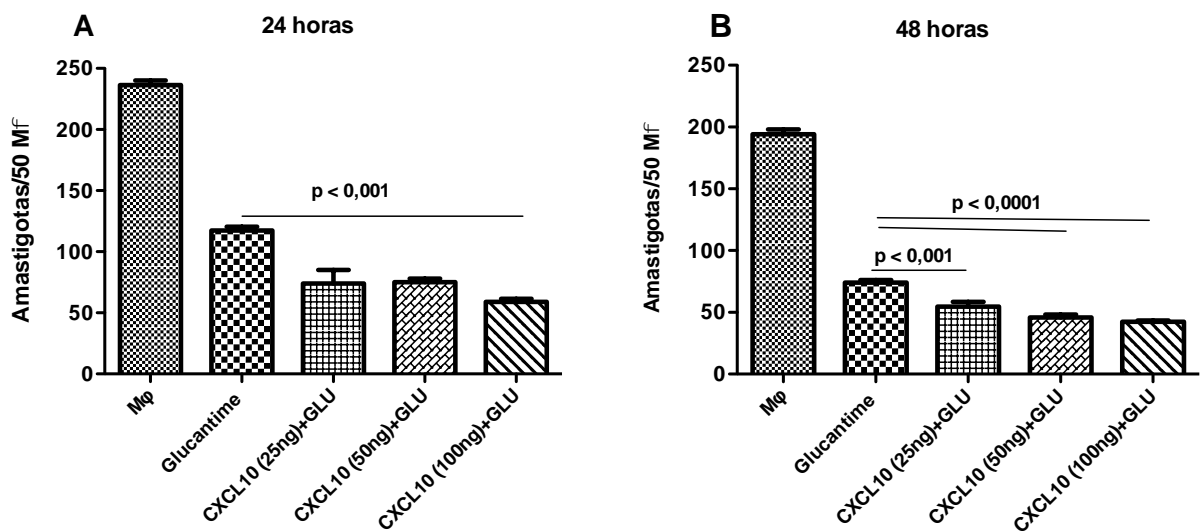 A
24 horas
Amastigotas/50 Mf
250
200
150
100
50
0
p < 0,001
Mφ
Glucantime
CXCL10 (25ng)+GLU
CXCL10 (50ng)+GLU
CXCL10 (100ng)+GLU
B
48 horas
Amastigotas/50 Mf
250
200
150
100
50
0
p < 0,0001
p < 0,001
Mφ
Glucantime
CXCL10 (25ng)+GLU
CXCL10 (50ng)+GLU
CXCL10 (100ng)+GLU